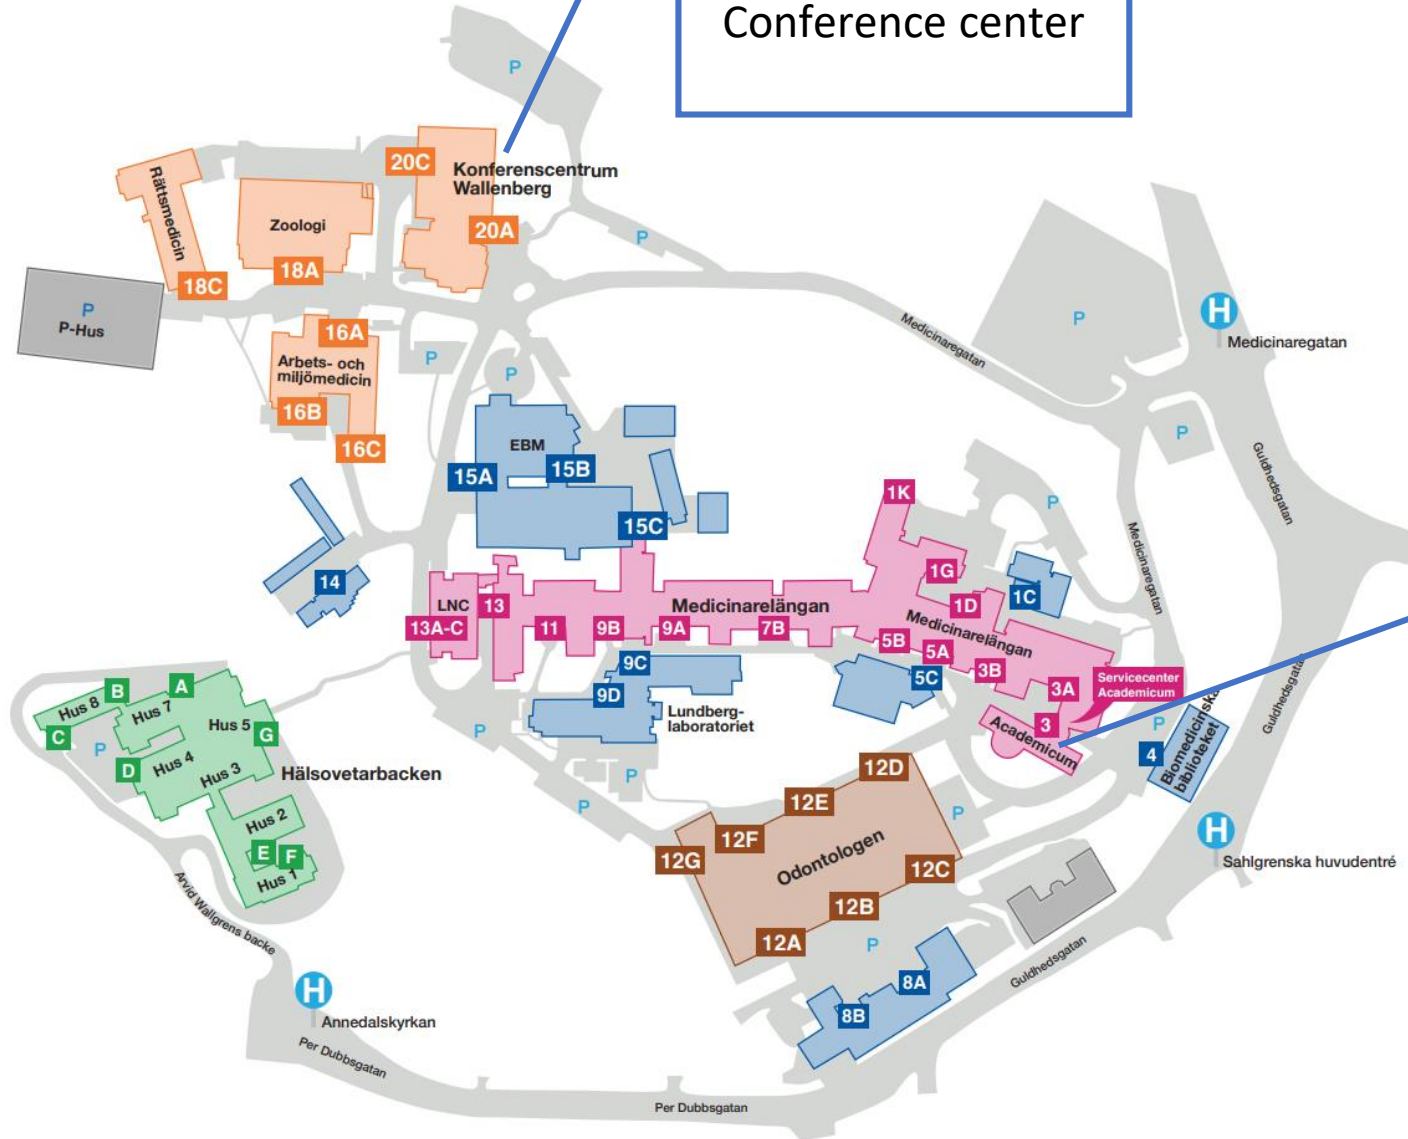 Conference center
P
20C
Konferenscentrum
Wallenberg
20A
Rättsmedicin
18C
Zoologi
18A
P
P
P-Hus
16A
Arbets- och
miljömedicin
16B
16C
P
P
Medicinaregatan
P
H
Medicinaregatan
P
Guldhedsgatan
EBM
15A
15B
15C
1K
P
Medicinaregatan
14
LNC
13
13A-C
11
9B
9A
Medicinarelängan
7B
1G
1D
1C
Medicinarelängan
5B
5A
3B
3A
Servicecenter
Academicum
3
Academicum
5C
9C
9D
Lundberg-
laboratoriet
P
4
Biomedicinska
biblioteket
Guldhedsgatan
Hus 8
B
A
Hus 7
C
P
D
Hus 4
Hus 5
G
Hus 3
Hälsovetarbacken
Hus 2
E
F
Hus 1
P
P
P
12D
12E
12F
12G
Odontologen
12C
12B
12A
P
P
H
Sahlgrenska huvudentré
8A
8B
Guldhedsgatan
Arvid Wallgrens backe
H
Annedalskyrkan
Per Dubbsgatan
Per Dubbsgatan